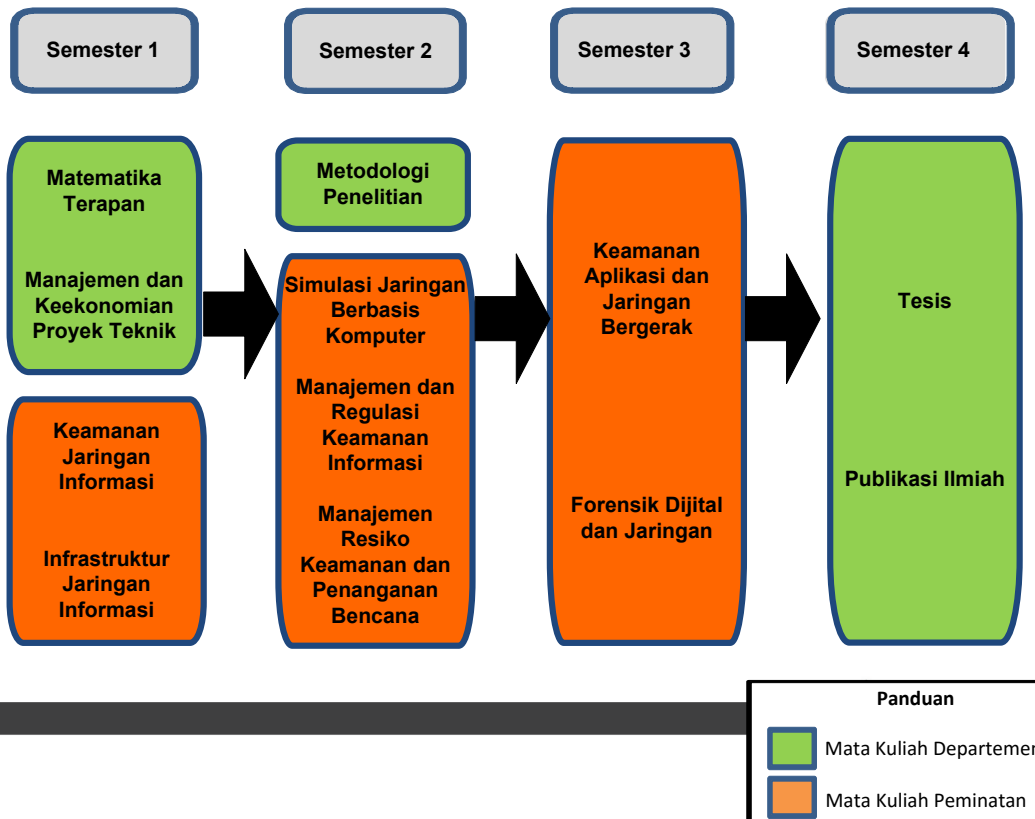 Semester 1
Semester 2
Semester 3
Semester 4
Matematika
Terapan
Manajemen dan
Keekonomian
Proyek Teknik
Keamanan
Jaringan
Informasi
Infrastruktur
Jaringan
Informasi
Metodologi
Penelitian
Simulasi Jaringan
Berbasis
Komputer
Manajemen dan
Regulasi
Keamanan
Informasi
Manajemen
Resiko
Keamanan dan
Penanganan
Bencana
Keamanan
Aplikasi dan
Jaringan
Bergerak
Forensik Dijital
dan Jaringan
Tesis
Publikasi Ilmiah
Panduan
Mata Kuliah Departemen
Mata Kuliah Peminatan